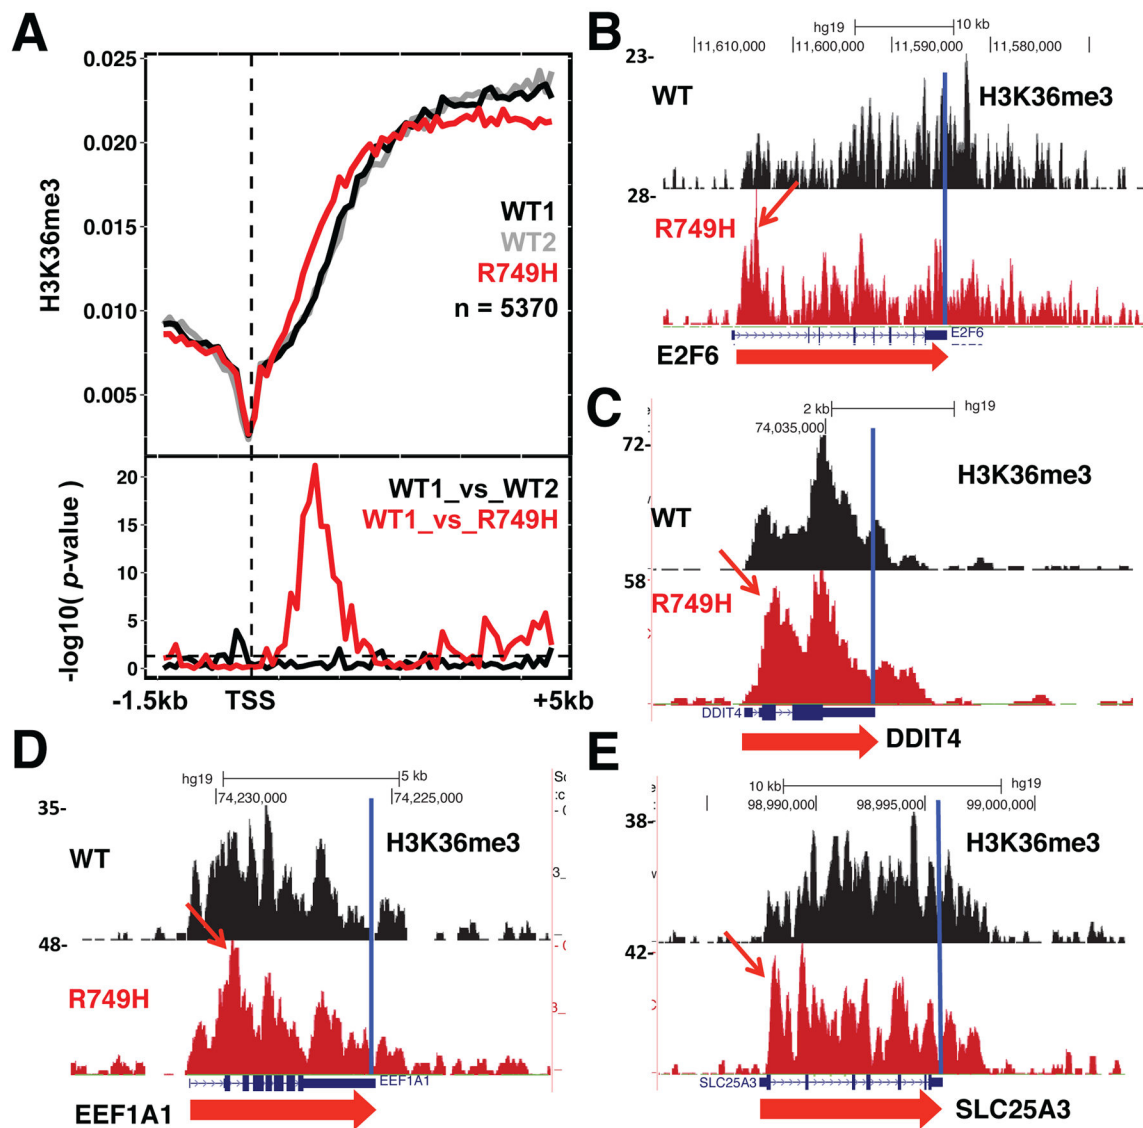 A
H3K36me3
0.025
0.020
0.015
0.010
0.005
WT1
WT2
R749H
n = 5370
-log10( p-value )
20
15
10
5
0
WT1_vs_WT2
WT1_vs_R749H
-1.5kb
TSS
+5kb
B
hg19
10 kb
11,610,000
11,600,000
11,590,000
11,580,000
23-
WT
H3K36me3
28-
R749H
E2F6
E2F6
C
2 kb
hg19
74,035,000
72-
H3K36me3
WT
58-
R749H
DDIT4
DDIT4
D
hg19
5 kb
74,230,000
74,225,000
35-
WT
H3K36me3
48-
R749H
EEF1A1
EEF1A1
E
10 kb
hg19
98,990,000
98,995,000
99,000,000
38-
WT
H3K36me3
42-
R749H
SLC25A3
SLC25A3